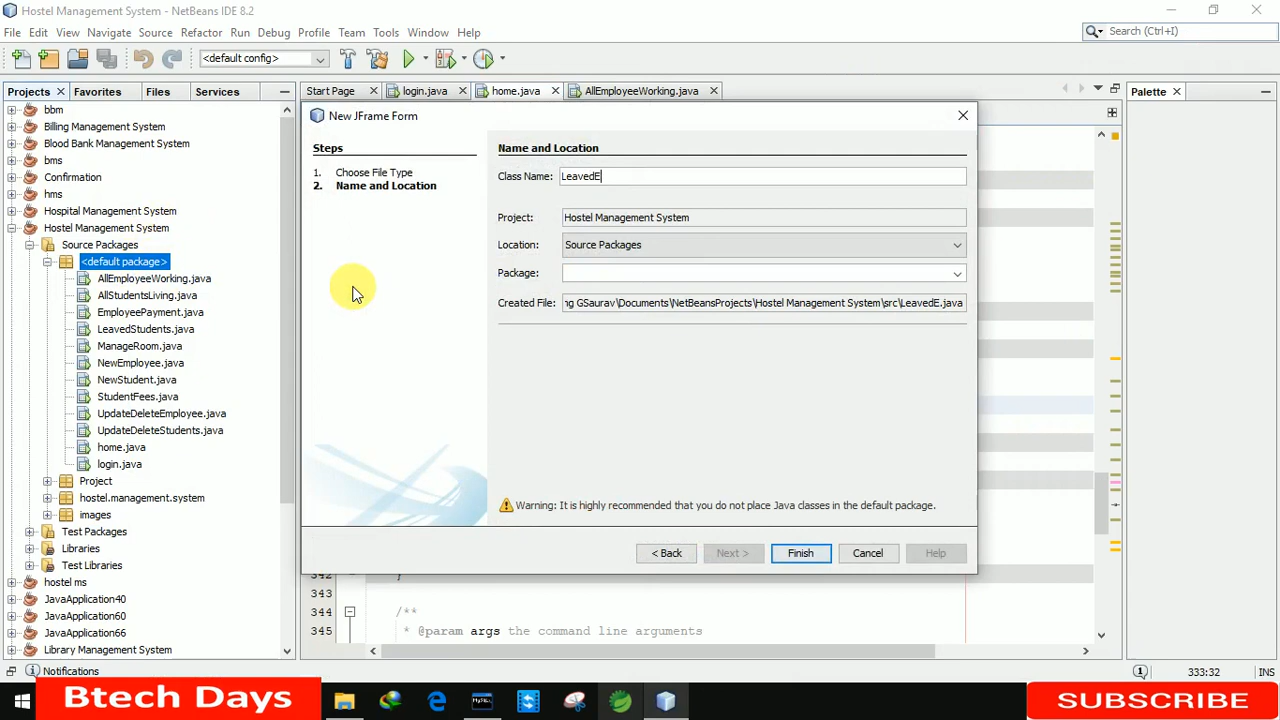 Hostel Management System - NetBeans IDE 8.2
File Edit View Navigate Source Refactor Run Debug Profile Team Tools Window Help
Search (Ctrl+I)
<default config>
Projects Favorites Files Services
Start Page login.java home.java AllEmployeeWorking.java
Palette
bbm
Billing Management System
Blood Bank Management System
bms
Confirmation
hms
Hospital Management System
Hostel Management System
Source Packages
<default package>
AllEmployeeWorking.java
AllStudentsLiving.java
EmployeePayment.java
LeavedStudents.java
ManageRoom.java
NewEmployee.java
NewStudent.java
StudentFees.java
UpdateDeleteEmployee.java
UpdateDeleteStudents.java
home.java
login.java
Project
hostel.management.system
images
Test Packages
Libraries
Test Libraries
hostel ms
JavaApplication40
JavaApplication60
JavaApplication66
Library Management System
New JFrame Form
Steps
1. Choose File Type
2. Name and Location
Name and Location
Class Name: LeavedE
Project: Hostel Management System
Location: Source Packages
Package:
Created File: ng GSaurav\Documents\NetBeansProjects\Hostel Management System\src\LeavedE.java
Warning: It is highly recommended that you do not place Java classes in the default package.
< Back Next > Finish Cancel Help
342 }
343
344 /**
345 * @param args the command line arguments
Notifications
1
333:32 INS
Btech Days
SUBSCRIBE